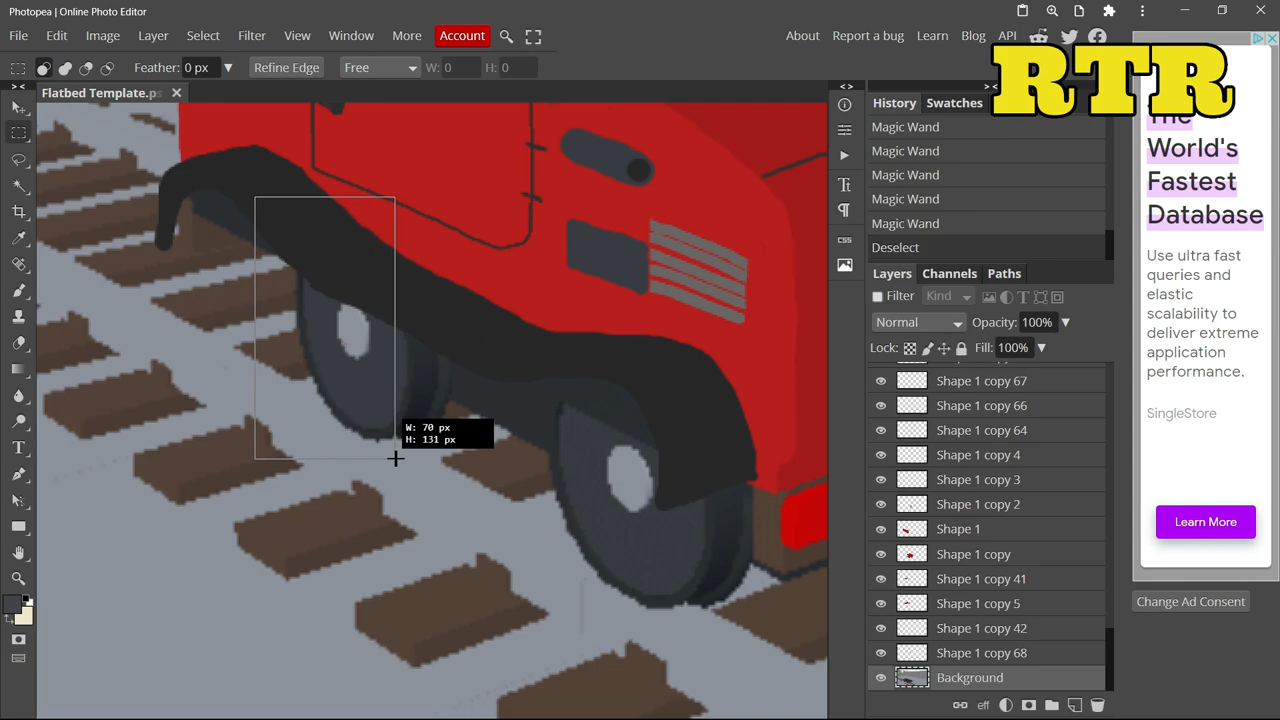 Photopea | Online Photo Editor
File Edit Image Layer Select Filter View Window More Account
About Report a bug Learn Blog API
Feather: 0 px Refine Edge Free W: 0 H: 0
RTR
Flatbed Template.ps
History Swatches
Magic Wand
Magic Wand
Magic Wand
Magic Wand
Magic Wand
Deselect
Layers Channels Paths
Filter Kind
Normal Opacity: 100%
Lock: Fill: 100%
Shape 1 copy 67
Shape 1 copy 66
Shape 1 copy 64
Shape 1 copy 4
Shape 1 copy 3
Shape 1 copy 2
Shape 1
Shape 1 copy
Shape 1 copy 41
Shape 1 copy 5
Shape 1 copy 42
Shape 1 copy 68
Background
eff
CSS
W: 70 px
H: 131 px
The
World's
Fastest
Database
Use ultra fast
queries and
elastic
scalability to
deliver extreme
application
performance.
SingleStore
Learn More
Change Ad Consent